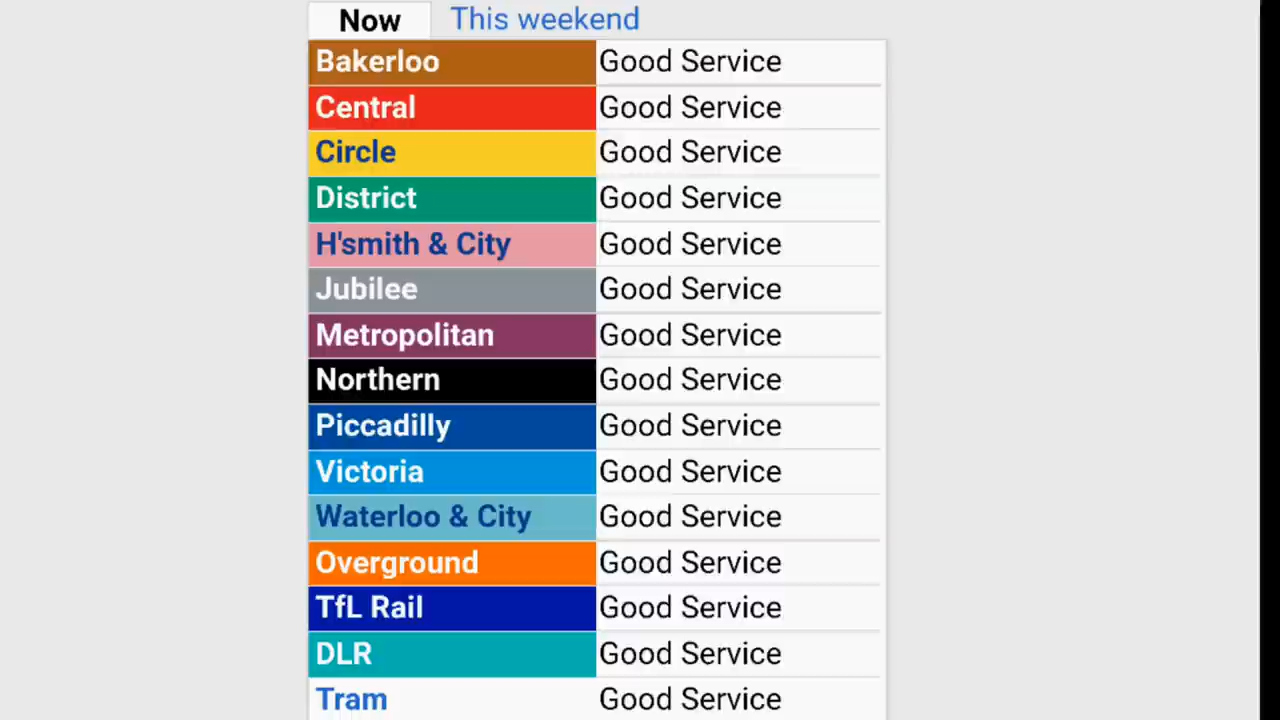 Now This weekend
Bakerloo Good Service
Central Good Service
Circle Good Service
District Good Service
H'smith & City Good Service
Jubilee Good Service
Metropolitan Good Service
Northern Good Service
Piccadilly Good Service
Victoria Good Service
Waterloo & City Good Service
Overground Good Service
TfL Rail Good Service
DLR Good Service
Tram Good Service